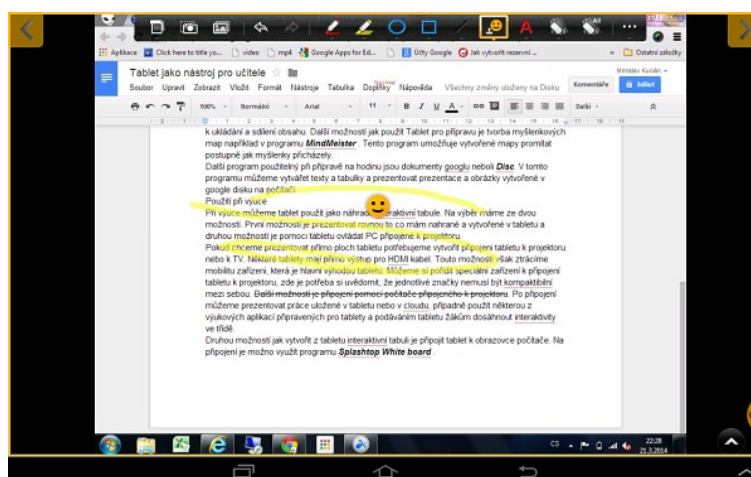 Aplikace Click here to title yo... video mp4 Google Apps for Ed... Účty Google Jak vytvořit rezervní ... » Ostatní záložky
Tablet jako nástroj pro učitele
Miroslav Kucián
Soubor Upravit Zobrazit Vložit Formát Nástroje Tabulka Doplňky Nápověda Všechny změny uloženy na Disku Komentáře Sdílet
100% Normální Arial 11 B I U A Další
k ukládání a sdílení obsahu. Další možností jak použít Tablet pro přípravu je tvorba myšlenkových
map například v programu MindMeister . Tento program umožňuje vytvořené mapy promítat
postupně jak myšlenky přicházely.
Další program použitelný při přípravě na hodinu jsou dokumenty googlu neboli Disc. V tomto
programu můžeme vytvářet texty a tabulky a prezentovat prezentace a obrázky vytvořené v
google disku na počítači.
Použití při výuce
Při výuce můžeme tablet použít jako náhradu interaktivní tabule. Na výběr máme ze dvou
možností. První možností je prezentovat rovnou to co mám nahrané a vytvořené v tabletu a
druhou možností je pomocí tabletu ovládat PC připojené k projektoru.
Pokud chceme prezentovat přímo ploch tabletu potřebujeme vytvořit připojení tabletu k projektoru
nebo k TV. Některé tablety mají přímo výstup pro HDMI kabel. Touto možností však ztrácíme
mobilitu zařízení, která je hlavní výhodou tabletu. Můžeme si pořídit speciální zařízení k připojení
tabletu k projektoru, zde je potřeba si uvědomit, že jednotlivé značky nemusí být kompaktibilní
mezi sebou. Další možností je připojení pomocí počítače připojeného k projektoru. Po připojení
můžeme prezentovat práce uložené v tabletu nebo v cloudu, případně použít některou z
výukových aplikací připravených pro tablety a podáváním tabletu žákům dosáhnout interaktivity
ve třídě.
Druhou možností jak vytvořit z tabletu interaktivní tabuli je připojit tablet k obrazovce počítače. Na
připojení je možno využít programu Splashtop White board .
CS 22:28
21.3.2014